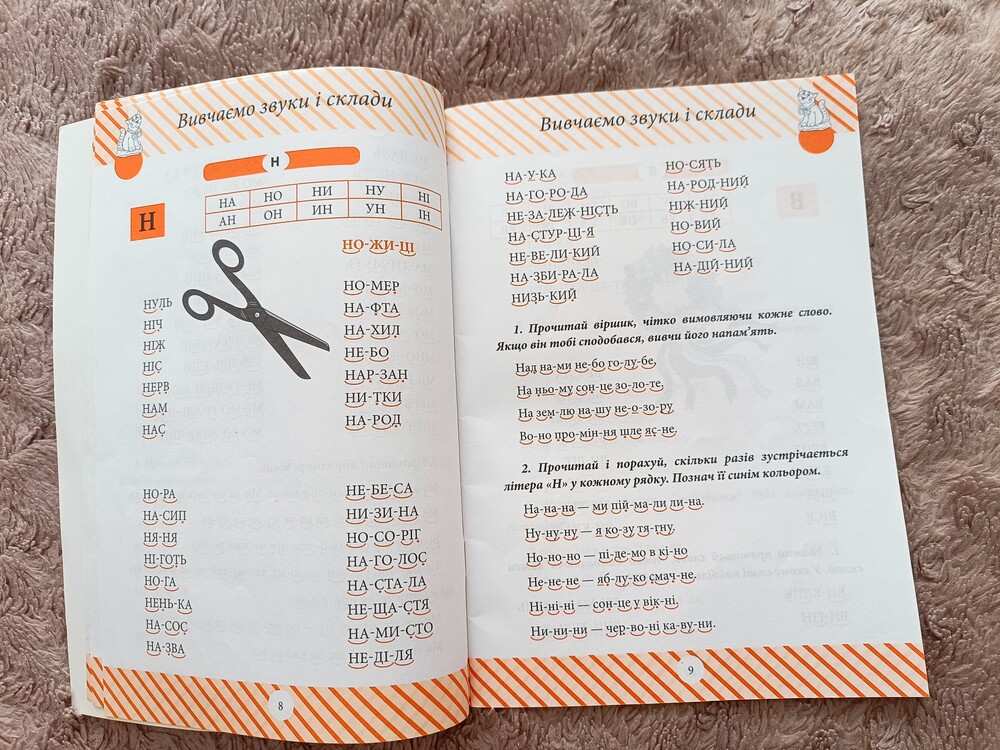 Вивчаємо звуки і склади
Н
НА НО НИ НУ НІ
АН ОН ИН УН ІН
Н
НО-ЖИ-ЦІ
НУЛЬ
НІЧ
НІЖ
НІС
НЕРВ
НАМ
НАС
НО-МЕР
НА-ФТА
НА-ХИЛ
НЕ-БО
НАР-ЗАН
НИ-ТКИ
НА-РОД
НО-РА
НА-СИП
НЯ-НЯ
НІ-ГОТЬ
НО-ГА
НЕНЬ-КА
НА-СОС
НА-ЗВА
НЕ-БЕ-СА
НИ-ЗИ-НА
НО-СО-РІГ
НА-ГО-ЛОС
НА-СТА-ЛА
НЕ-ЩА-СТЯ
НА-МИ-СТО
НЕ-ДІ-ЛЯ
8
Вивчаємо звуки і склади
НА-У-КА
НА-ГО-РО-ДА
НЕ-ЗА-ЛЕЖ-НІСТЬ
НА-СТУР-ЦІ-Я
НЕ-ВЕ-ЛИ-КИЙ
НА-ЗБИ-РА-ЛА
НИЗЬ-КИЙ
НО-СЯТЬ
НА-РОД-НИЙ
НІЖ-НИЙ
НО-ВИЙ
НО-СИ-ЛА
НА-ДІЙ-НИЙ
1. Прочитай віршик, чітко вимовляючи кожне слово.
Якщо він тобі сподобався, вивчи його напам’ять.
Над на-ми не-бо го-лу-бе,
На ньо-му сон-це зо-ло-те,
На зем-лю на-шу не-о-зо-ру
Во-но про-мін-ня шле яс-не.
2. Прочитай і порахуй, скільки разів зустрічається
літера «Н» у кожному рядку. Познач її синім кольором.
На-на-на — ми пій-ма-ли ли-на.
Ну-ну-ну — я ко-зу тя-гну.
Но-но-но — пі-де-мо в кі-но
Не-не-не — яб-лу-ко смач-не.
Ні-ні-ні — сон-це у вік-ні.
Ни-ни-ни — чер-во-ні ка-ву-ни.
9